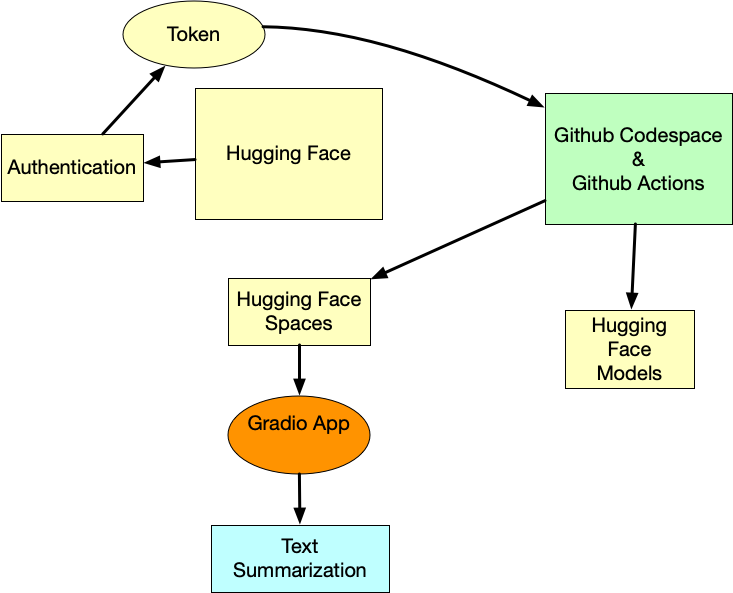 Token
Hugging Face
Authentication
Github Codespace
&
Github Actions
Hugging Face
Spaces
Hugging
Face
Models
Gradio App
Text
Summarization